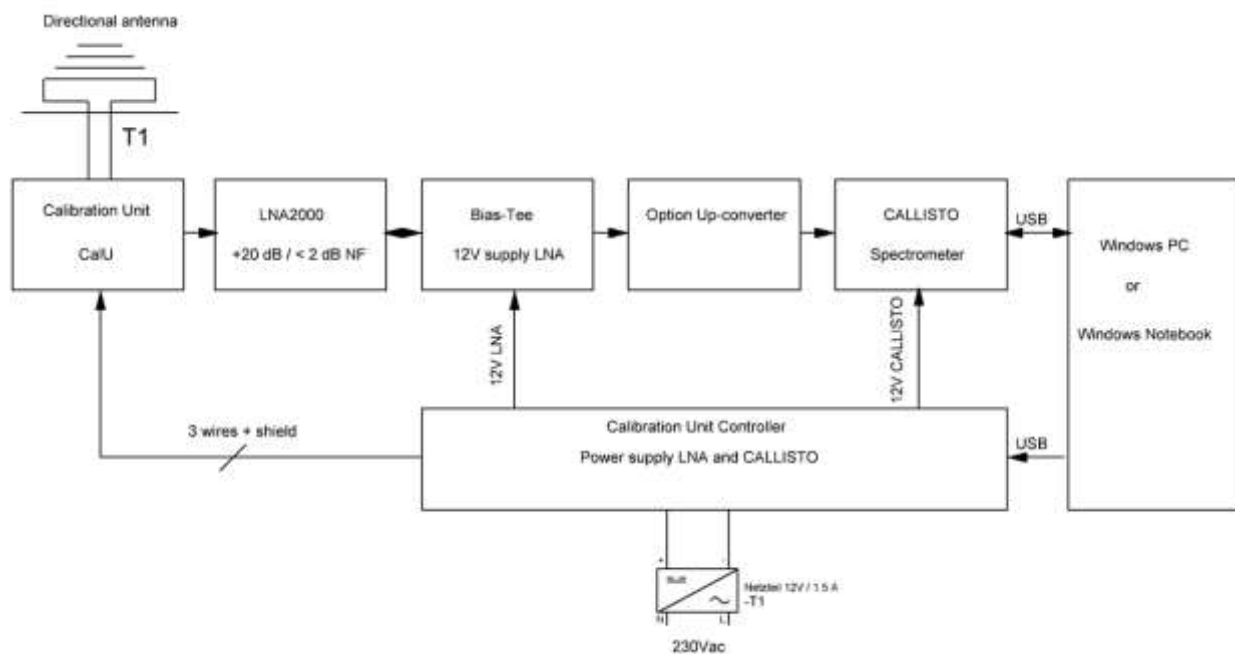 Directional antenna
T1
Calibration Unit
CalU
LNA2000
+20 dB / < 2 dB NF
Bias-Tee
12V supply LNA
Option Up-converter
CALLISTO
Spectrometer
USB
Windows PC
or
Windows Notebook
12V LNA
12V CALLISTO
3 wires + shield
Calibration Unit Controller
Power supply LNA and CALLISTO
USB
+ -
Netzteil 12V / 1.5 A
-T1
N L
230Vac